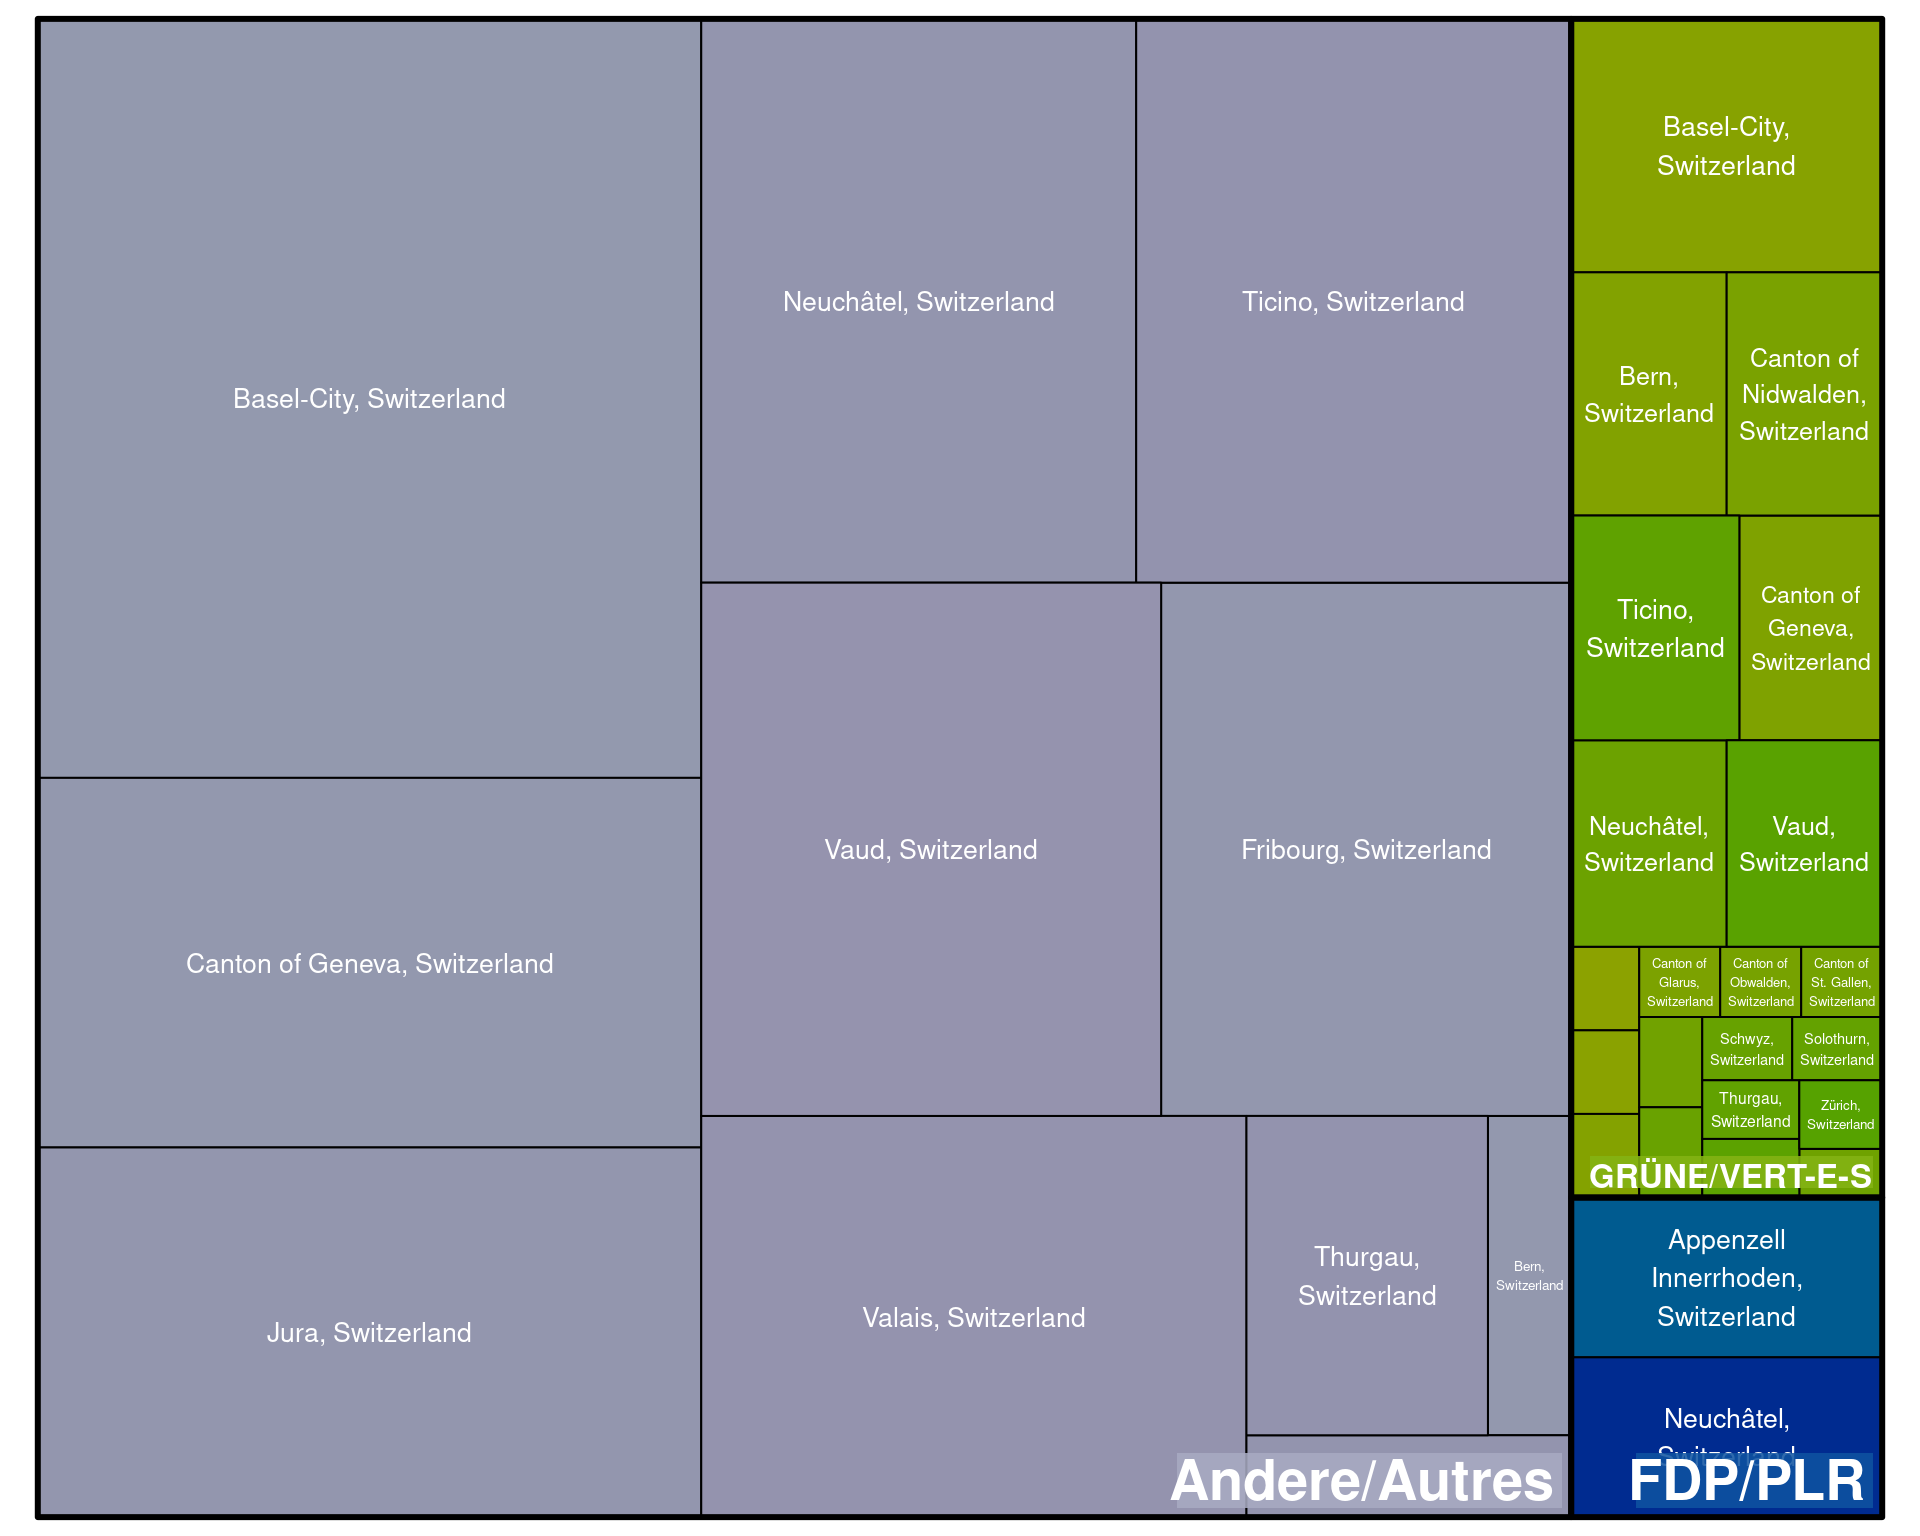 Basel-City, Switzerland
Canton of Geneva, Switzerland
Jura, Switzerland
Neuchâtel, Switzerland
Ticino, Switzerland
Vaud, Switzerland
Fribourg, Switzerland
Valais, Switzerland
Thurgau,
Switzerland
Bern,
Switzerland
Andere/Autres
Basel-City,
Switzerland
Bern,
Switzerland
Canton of
Nidwalden,
Switzerland
Ticino,
Switzerland
Canton of
Geneva,
Switzerland
Neuchâtel,
Switzerland
Vaud,
Switzerland
Canton of
Glarus,
Switzerland
Canton of
Obwalden,
Switzerland
Canton of
St. Gallen,
Switzerland
Schwyz,
Switzerland
Solothurn,
Switzerland
Thurgau,
Switzerland
Zürich,
Switzerland
GRÜNE/VERT-E-S
Appenzell
Innerrhoden,
Switzerland
Neuchâtel,
Switzerland
FDP/PLR